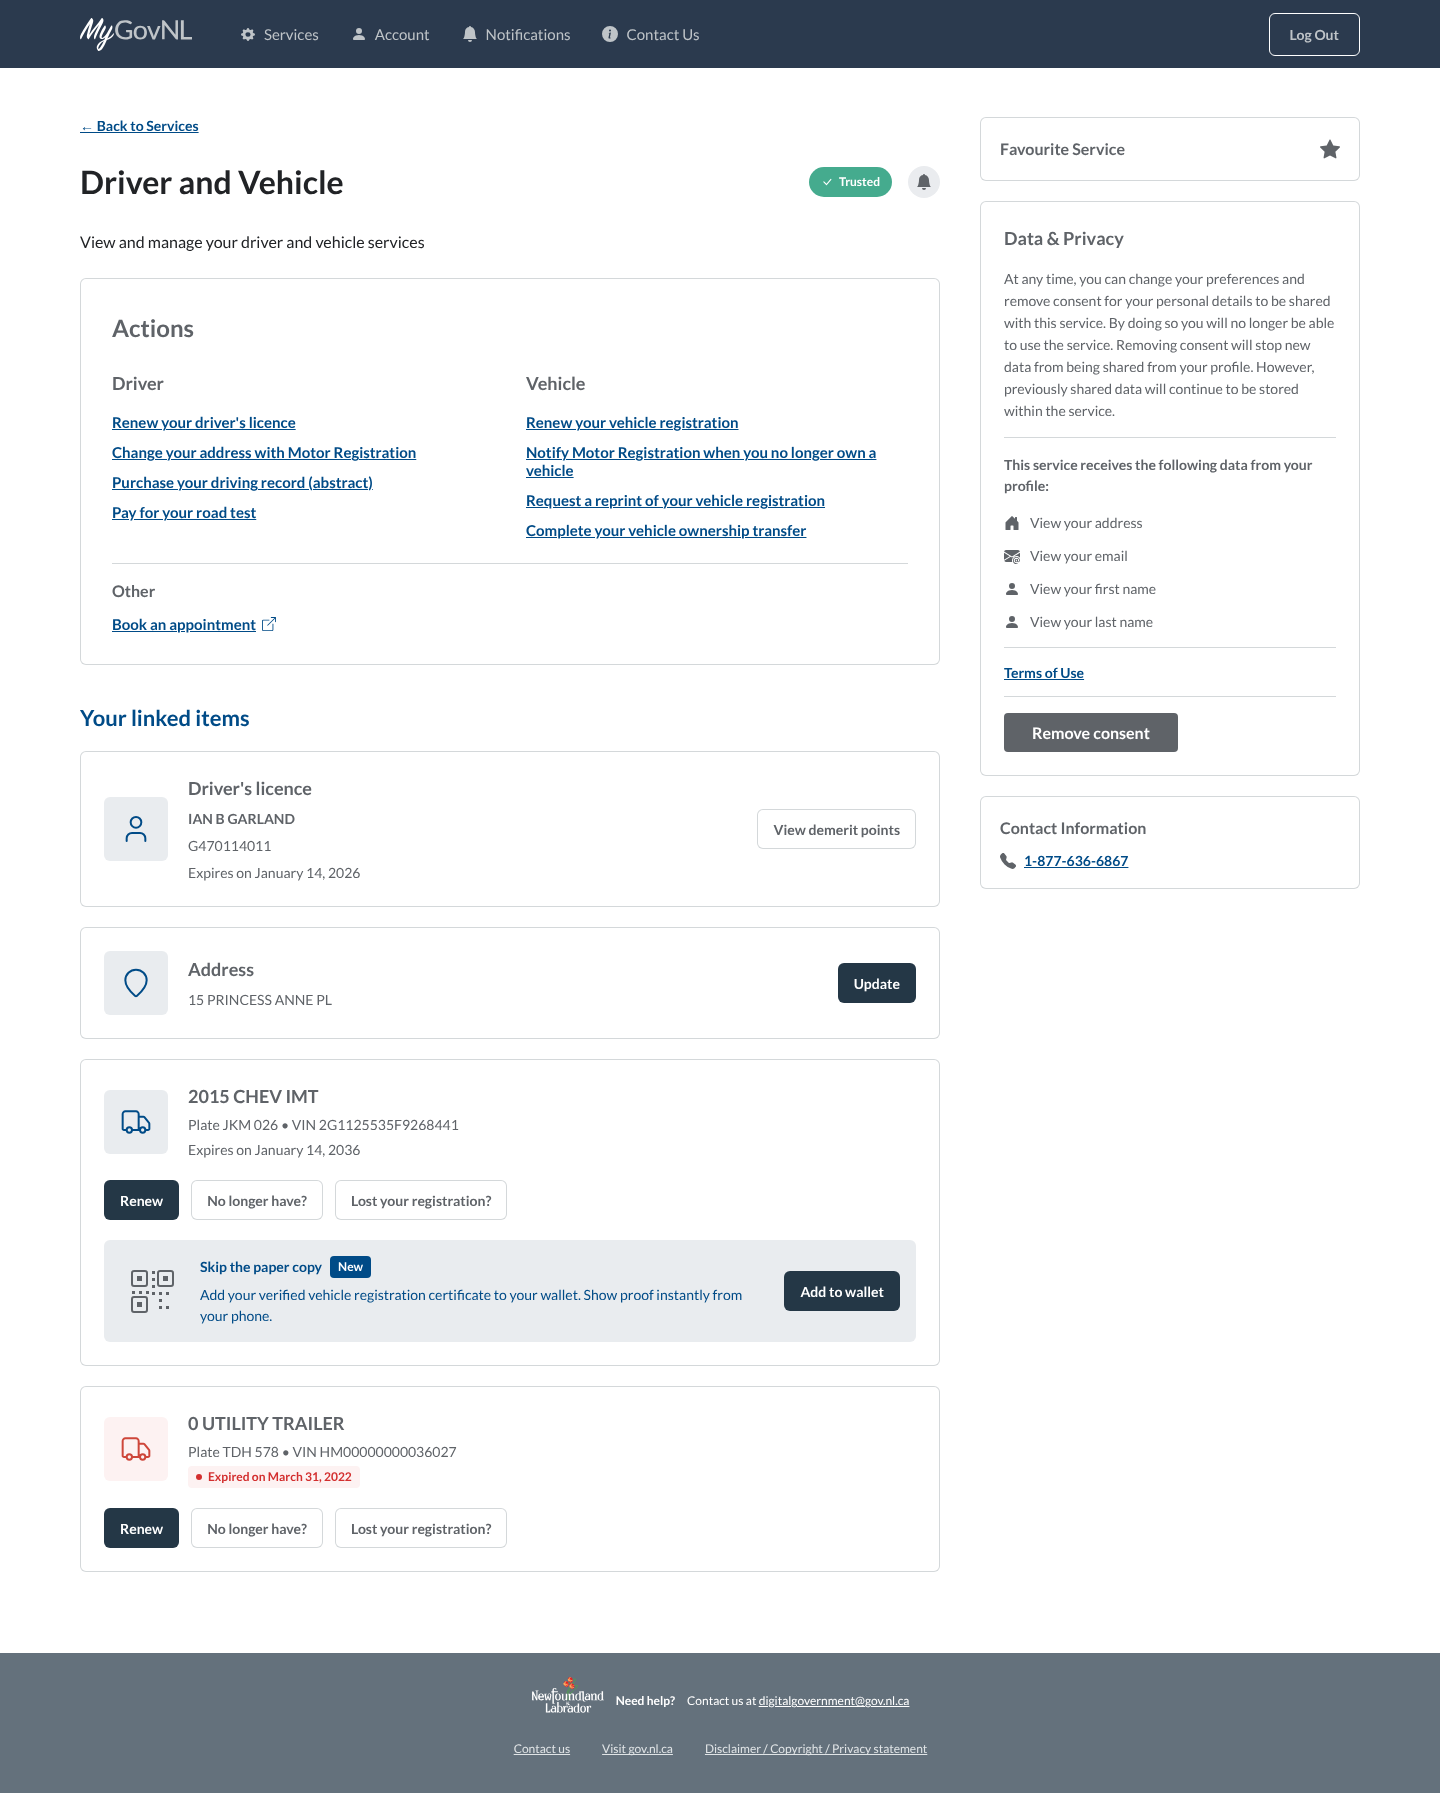 MyGovNL
Services
Account
Notifications
Contact Us
Log Out
← Back to Services
Driver and Vehicle
✓ Trusted
View and manage your driver and vehicle services
Actions
Driver
Renew your driver's licence
Change your address with Motor Registration
Purchase your driving record (abstract)
Pay for your road test
Vehicle
Renew your vehicle registration
Notify Motor Registration when you no longer own a
vehicle
Request a reprint of your vehicle registration
Complete your vehicle ownership transfer
Other
Book an appointment
Your linked items
Driver's licence
IAN B GARLAND
G470114011
Expires on January 14, 2026
View demerit points
Address
15 PRINCESS ANNE PL
Update
2015 CHEV IMT
Plate JKM 026 • VIN 2G1125535F9268441
Expires on January 14, 2036
Renew
No longer have?
Lost your registration?
Skip the paper copy New
Add your verified vehicle registration certificate to your wallet. Show proof instantly from
your phone.
Add to wallet
0 UTILITY TRAILER
Plate TDH 578 • VIN HM00000000036027
Expired on March 31, 2022
Renew
No longer have?
Lost your registration?
Favourite Service
Data & Privacy
At any time, you can change your preferences and
remove consent for your personal details to be shared
with this service. By doing so you will no longer be able
to use the service. Removing consent will stop new
data from being shared from your profile. However,
previously shared data will continue to be stored
within the service.
This service receives the following data from your
profile:
View your address
View your email
View your first name
View your last name
Terms of Use
Remove consent
Contact Information
1-877-636-6867
Newfoundland
Labrador
Need help? Contact us at digitalgovernment@gov.nl.ca
Contact us
Visit gov.nl.ca
Disclaimer / Copyright / Privacy statement